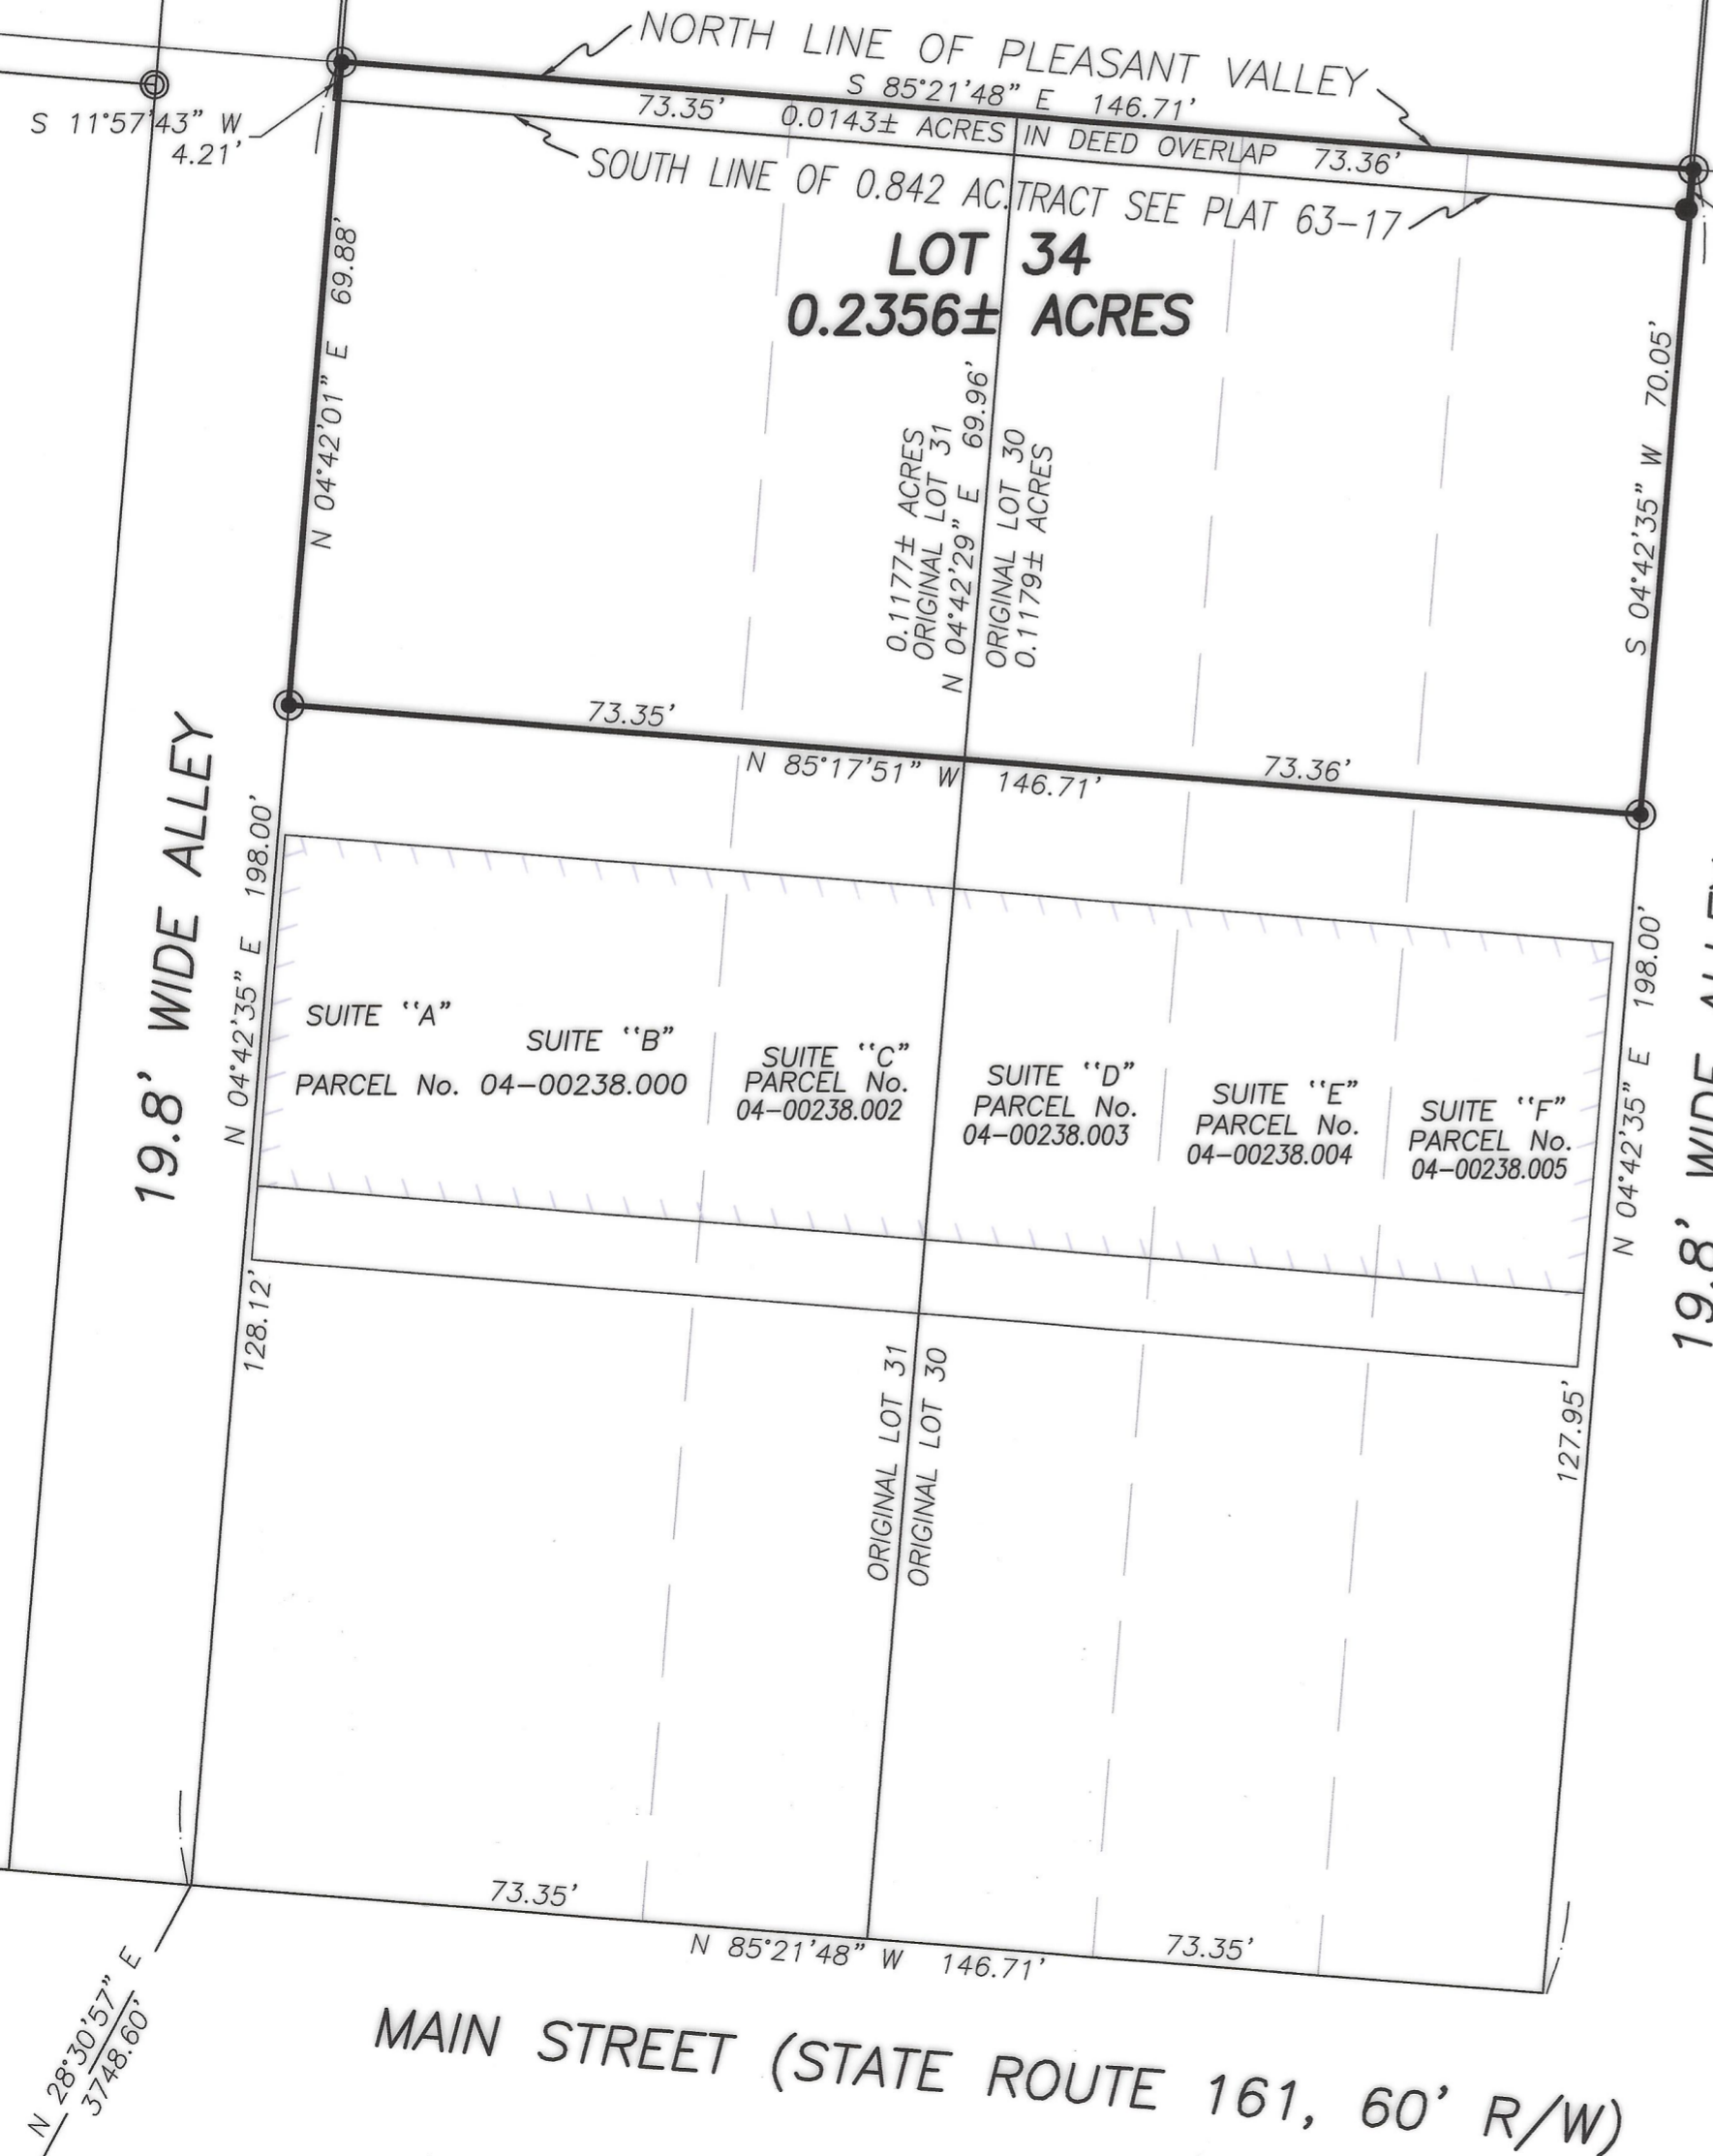 NORTH LINE OF PLEASANT VALLEY
S 85°21'48" E 146.71'
73.35'
0.0143± ACRES IN DEED OVERLAP
73.36'
S 11°57'43" W
4.21'
SOUTH LINE OF 0.842 AC.TRACT SEE PLAT 63-17
LOT 34
0.2356± ACRES
N 04°42'01" E 69.88'
0.1177± ACRES
ORIGINAL LOT 31
N 04°42'29" E 69.96'
ORIGINAL LOT 30
0.1179± ACRES
S 04°42'35" W 70.05'
73.35'
N 85°17'51" W 146.71'
73.36'
19.8' WIDE ALLEY
N 04°42'35" E 198.00'
SUITE "A"
SUITE "B"
PARCEL No. 04-00238.000
SUITE "C"
PARCEL No.
04-00238.002
SUITE "D"
PARCEL No.
04-00238.003
SUITE "E"
PARCEL No.
04-00238.004
SUITE "F"
PARCEL No.
04-00238.005
N 04°42'35" E 198.00'
19.8' WIDE
128.12'
ORIGINAL LOT 31
ORIGINAL LOT 30
127.95'
73.35'
N 85°21'48" W 146.71'
73.35'
N 28°30'57" E
3748.60'
MAIN STREET (STATE ROUTE 161, 60' R/W)